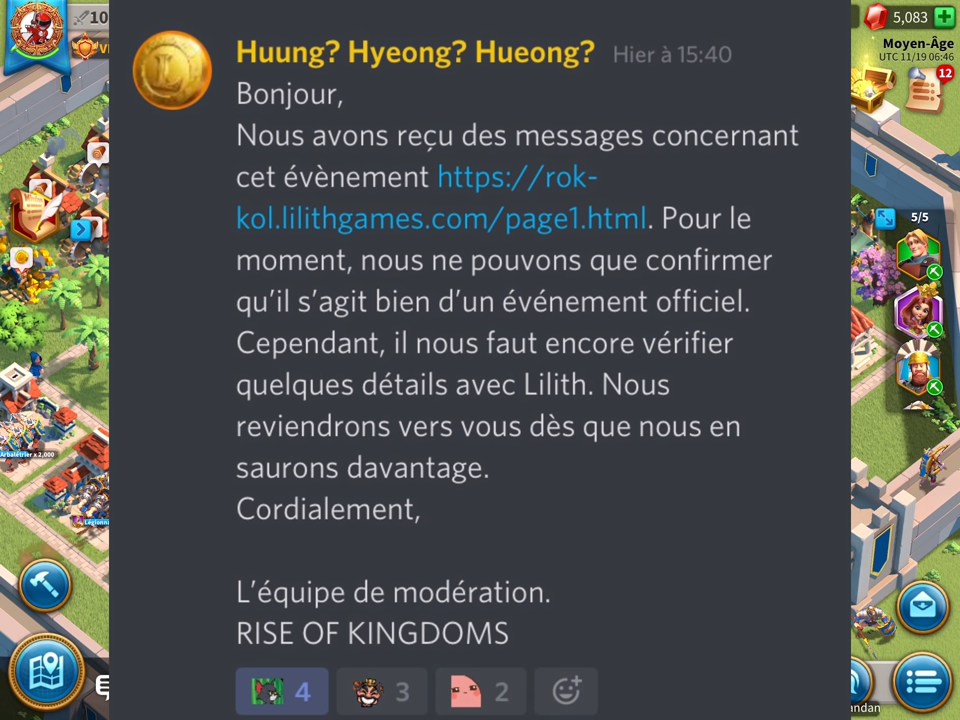 10
5,083
Moyen-Âge
UTC 11/19 06:46
12
5/5
Huung? Hyeong? Hueong? Hier à 15:40
Bonjour,
Nous avons reçu des messages concernant
cet évènement https://rok-
kol.lilithgames.com/page1.html. Pour le
moment, nous ne pouvons que confirmer
qu’il s’agit bien d’un événement officiel.
Cependant, il nous faut encore vérifier
quelques détails avec Lilith. Nous
reviendrons vers vous dès que nous en
saurons davantage.
Cordialement,
L’équipe de modération.
RISE OF KINGDOMS
4 3 2
Arbalétrier x 2,000